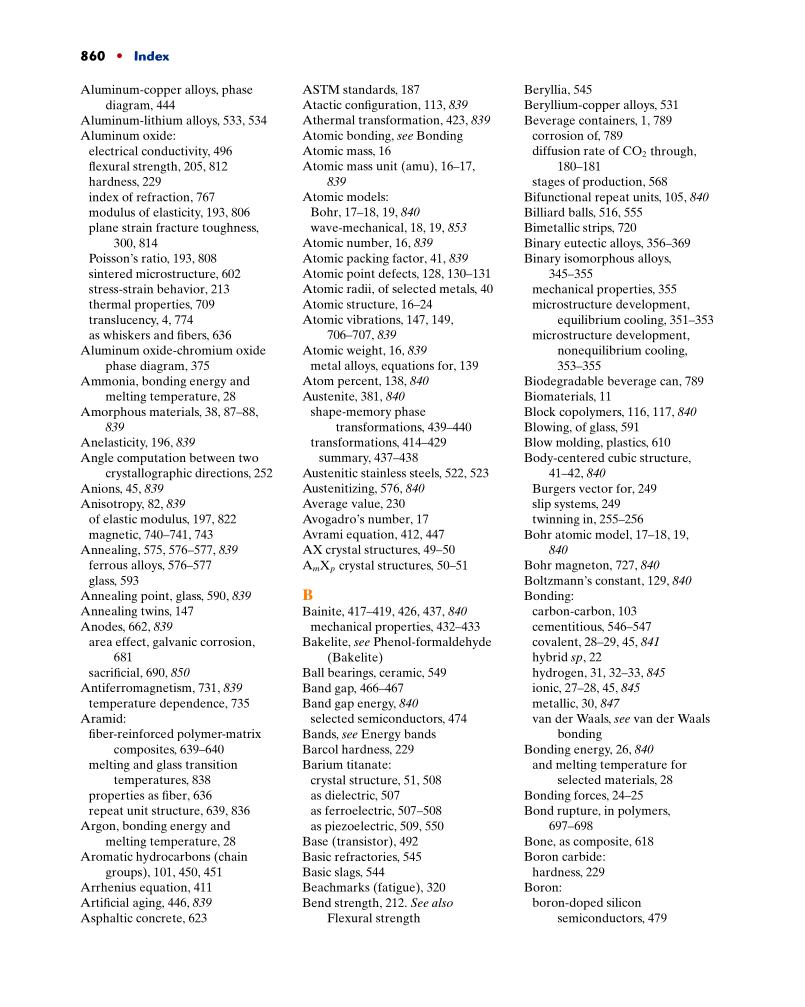 860 • Index
Aluminum-copper alloys, phase
diagram, 444
Aluminum-lithium alloys, 533, 534
Aluminum oxide:
electrical conductivity, 496
flexural strength, 205, 812
hardness, 229
index of refraction, 767
modulus of elasticity, 193, 806
plane strain fracture toughness,
300, 814
Poisson's ratio, 193, 808
sintered microstructure, 602
stress-strain behavior, 213
thermal properties, 709
translucency, 4, 774
as whiskers and fibers, 636
Aluminum oxide-chromium oxide
phase diagram, 375
Ammonia, bonding energy and
melting temperature, 28
Amorphous materials, 38, 87–88,
839
Anelasticity, 196, 839
Angle computation between two
crystallographic directions, 252
Anions, 45, 839
Anisotropy, 82, 839
of elastic modulus, 197, 822
magnetic, 740–741, 743
Annealing, 575, 576–577, 839
ferrous alloys, 576–577
glass, 593
Annealing point, glass, 590, 839
Annealing twins, 147
Anodes, 662, 839
area effect, galvanic corrosion,
681
sacrificial, 690, 850
Antiferromagnetism, 731, 839
temperature dependence, 735
Aramid:
fiber-reinforced polymer-matrix
composites, 639–640
melting and glass transition
temperatures, 838
properties as fiber, 636
repeat unit structure, 639, 836
Argon, bonding energy and
melting temperature, 28
Aromatic hydrocarbons (chain
groups), 101, 450, 451
Arrhenius equation, 411
Artificial aging, 446, 839
Asphaltic concrete, 623
ASTM standards, 187
Atactic configuration, 113, 839
Athermal transformation, 423, 839
Atomic bonding, see Bonding
Atomic mass, 16
Atomic mass unit (amu), 16–17,
839
Atomic models:
Bohr, 17–18, 19, 840
wave-mechanical, 18, 19, 853
Atomic number, 16, 839
Atomic packing factor, 41, 839
Atomic point defects, 128, 130–131
Atomic radii, of selected metals, 40
Atomic structure, 16–24
Atomic vibrations, 147, 149,
706–707, 839
Atomic weight, 16, 839
metal alloys, equations for, 139
Atom percent, 138, 840
Austenite, 381, 840
shape-memory phase
transformations, 439–440
transformations, 414–429
summary, 437–438
Austenitic stainless steels, 522, 523
Austenitizing, 576, 840
Average value, 230
Avogadro's number, 17
Avrami equation, 412, 447
AX crystal structures, 49–50
AmXp crystal structures, 50–51
B
Bainite, 417–419, 426, 437, 840
mechanical properties, 432–433
Bakelite, see Phenol-formaldehyde
(Bakelite)
Ball bearings, ceramic, 549
Band gap, 466–467
Band gap energy, 840
selected semiconductors, 474
Bands, see Energy bands
Barcol hardness, 229
Barium titanate:
crystal structure, 51, 508
as dielectric, 507
as ferroelectric, 507–508
as piezoelectric, 509, 550
Base (transistor), 492
Basic refractories, 545
Basic slags, 544
Beachmarks (fatigue), 320
Bend strength, 212. See also
Flexural strength
Beryllia, 545
Beryllium-copper alloys, 531
Beverage containers, 1, 789
corrosion of, 789
diffusion rate of CO2 through,
180–181
stages of production, 568
Bifunctional repeat units, 105, 840
Billiard balls, 516, 555
Bimetallic strips, 720
Binary eutectic alloys, 356–369
Binary isomorphous alloys,
345–355
mechanical properties, 355
microstructure development,
equilibrium cooling, 351–353
microstructure development,
nonequilibrium cooling,
353–355
Biodegradable beverage can, 789
Biomaterials, 11
Block copolymers, 116, 117, 840
Blowing, of glass, 591
Blow molding, plastics, 610
Body-centered cubic structure,
41–42, 840
Burgers vector for, 249
slip systems, 249
twinning in, 255–256
Bohr atomic model, 17–18, 19,
840
Bohr magneton, 727, 840
Boltzmann's constant, 129, 840
Bonding:
carbon-carbon, 103
cementitious, 546–547
covalent, 28–29, 45, 841
hybrid sp, 22
hydrogen, 31, 32–33, 845
ionic, 27–28, 45, 845
metallic, 30, 847
van der Waals, see van der Waals
bonding
Bonding energy, 26, 840
and melting temperature for
selected materials, 28
Bonding forces, 24–25
Bond rupture, in polymers,
697–698
Bone, as composite, 618
Boron carbide:
hardness, 229
Boron:
boron-doped silicon
semiconductors, 479